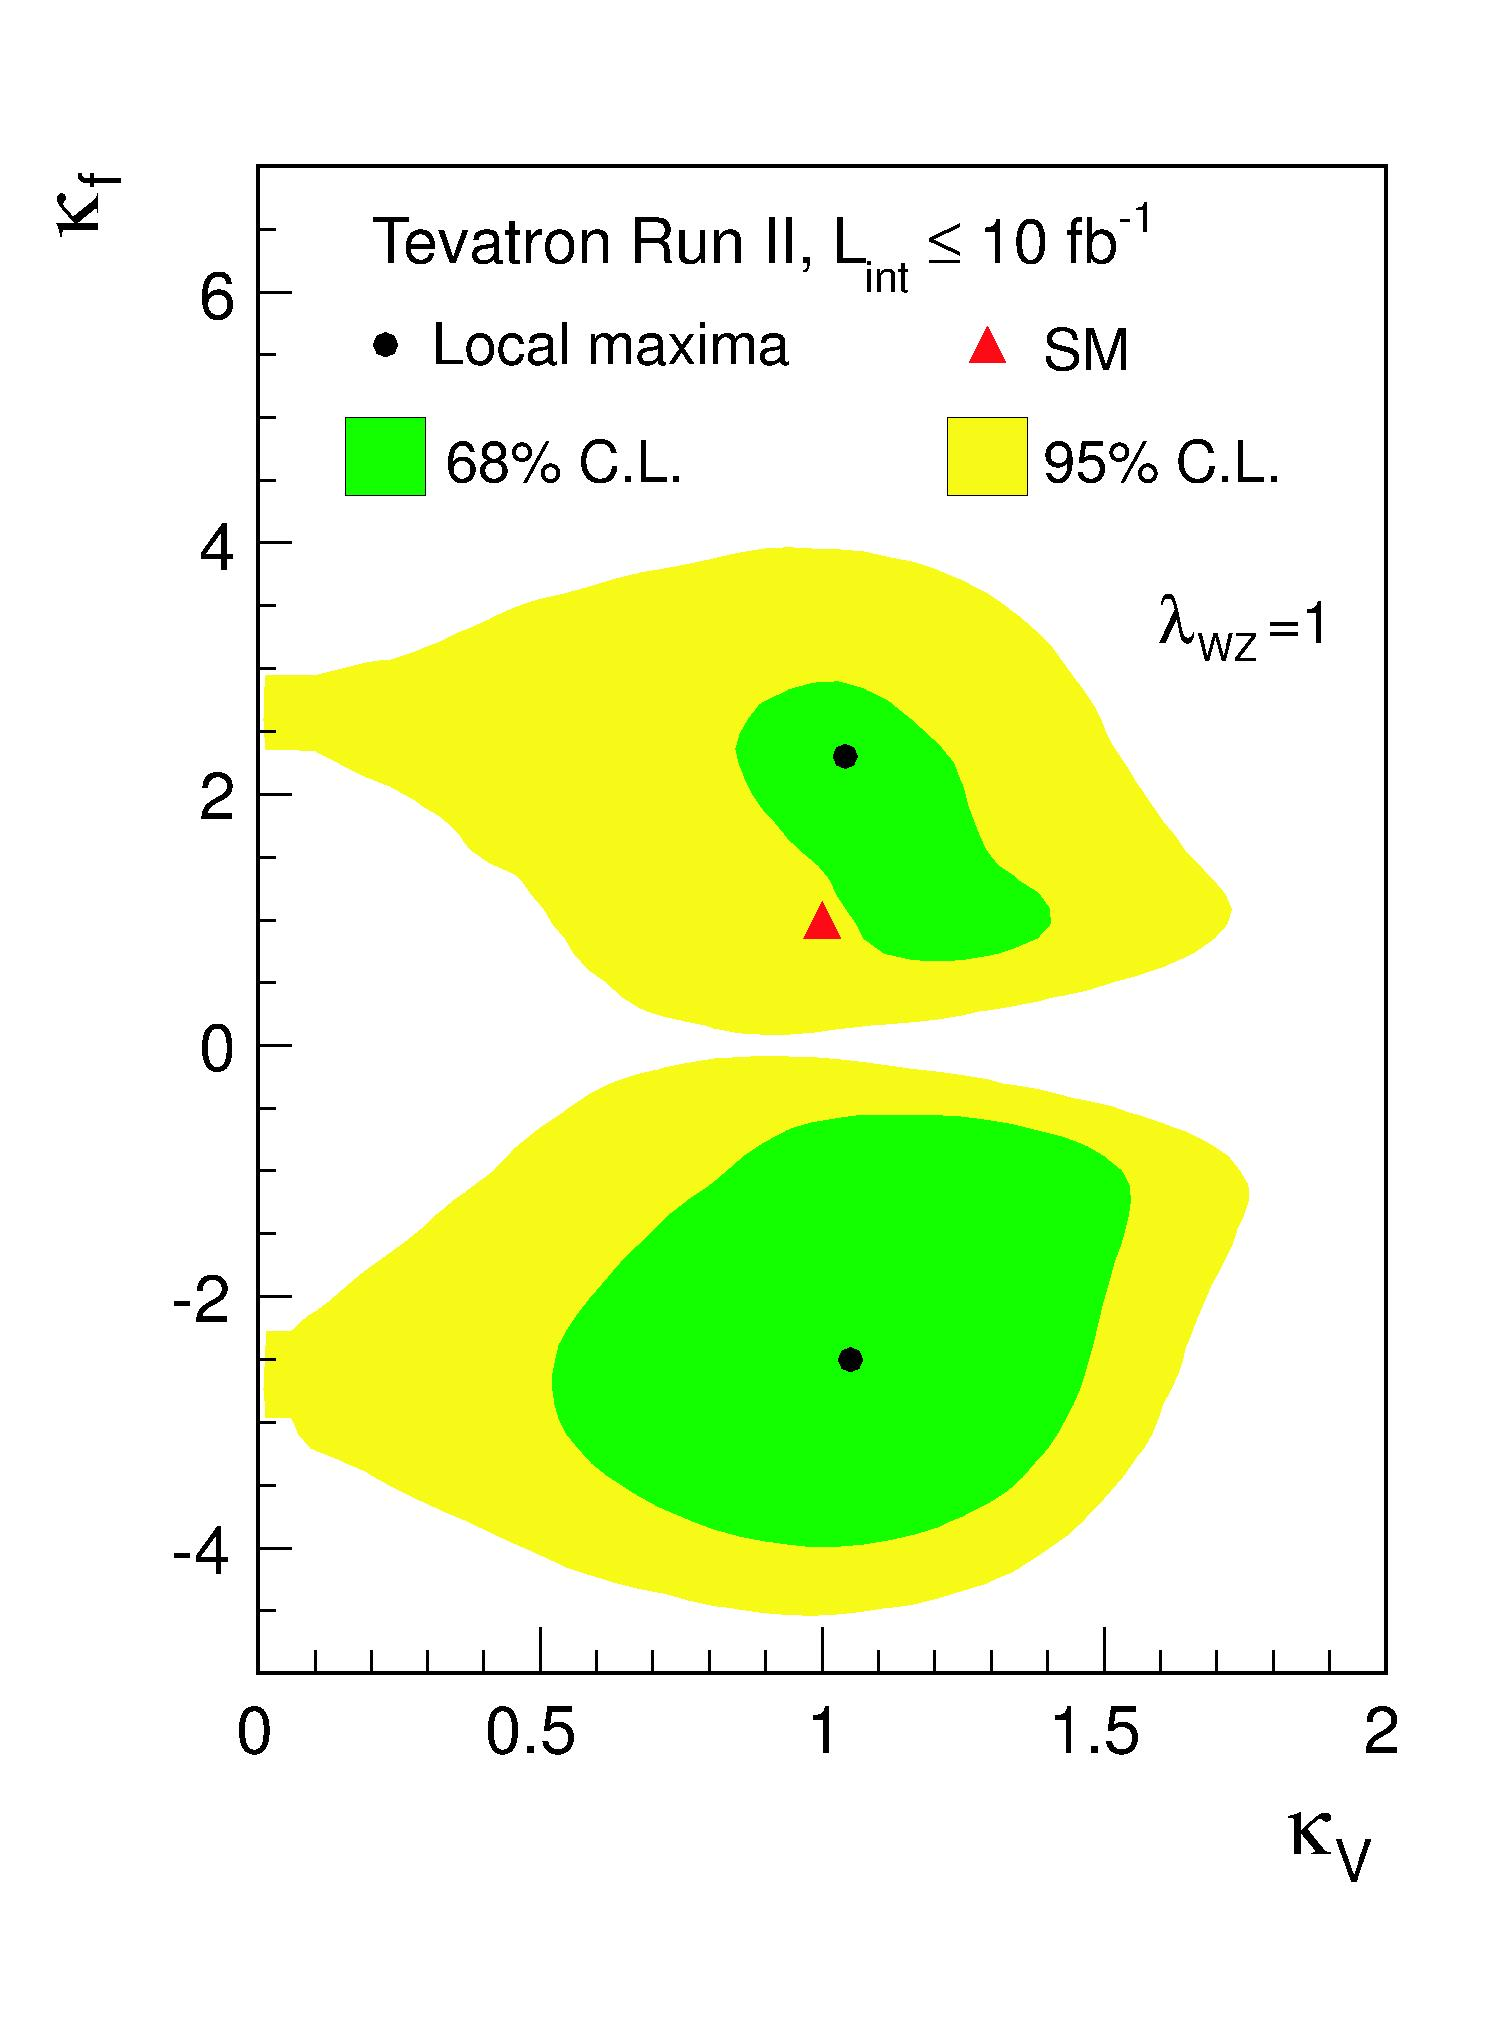 κf
Tevatron Run II, Lint ≤ 10 fb-1
Local maxima SM
68% C.L. 95% C.L.
λWZ =1
6
4
2
0
-2
-4
0 0.5 1 1.5 2
κV